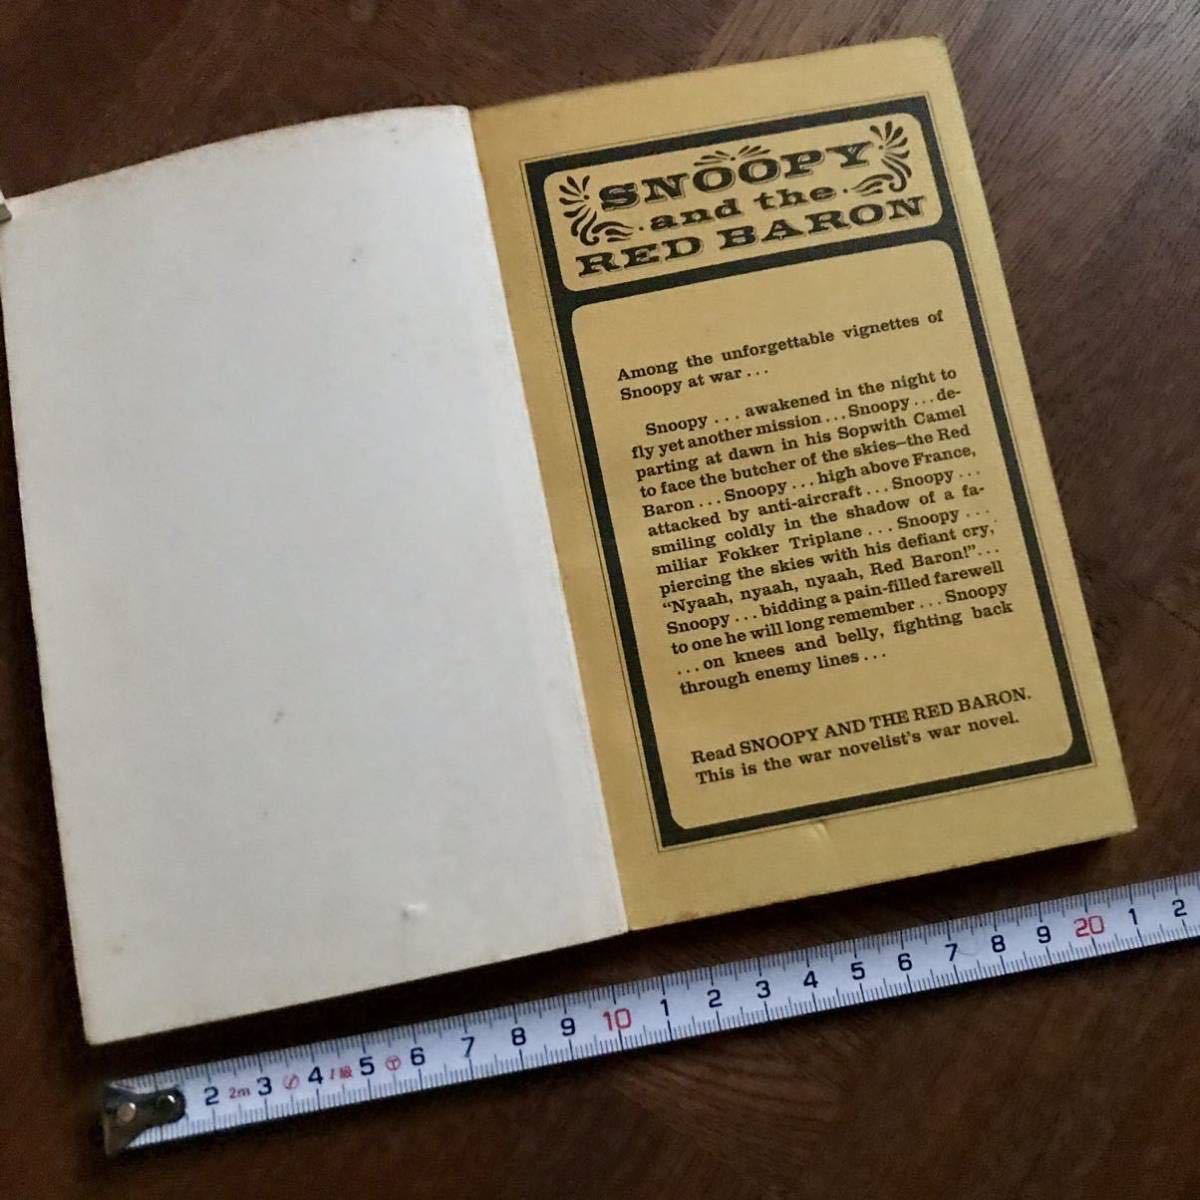 SNOOPY
and the
RED BARON
Among the unforgettable vignettes of
Snoopy at war...
Snoopy... awakened in the night to
fly yet another mission... Snoopy... de-
parting at dawn in his Sopwith Camel
to face the butcher of the skies—the Red
Baron... Snoopy... high above France,
attacked by anti-aircraft... Snoopy...
smiling coldly in the shadow of a fa-
miliar Fokker Triplane... Snoopy...
piercing the skies with his defiant cry,
“Nyaah, nyaah, nyaah, Red Baron!”...
Snoopy... bidding a pain-filled farewell
to one he will long remember... Snoopy
...on knees and belly, fighting back
through enemy lines...
Read SNOOPY AND THE RED BARON.
This is the war novelist's war novel.
2 2m 3 4 1級 5 6 7 8 9 10 1 2 3 4 5 6 7 8 9 20 1 2